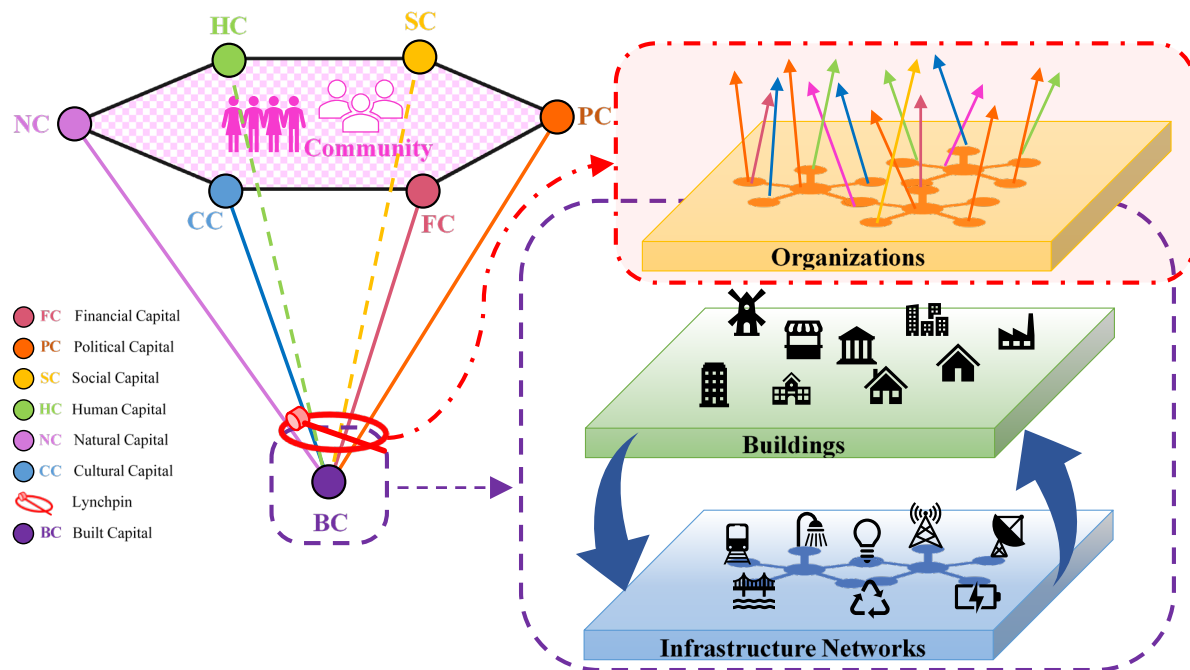 HC
SC
NC
PC
Community
CC
FC
Organizations
FC Financial Capital
PC Political Capital
SC Social Capital
HC Human Capital
NC Natural Capital
CC Cultural Capital
Lynchpin
BC Built Capital
BC
Buildings
Infrastructure Networks